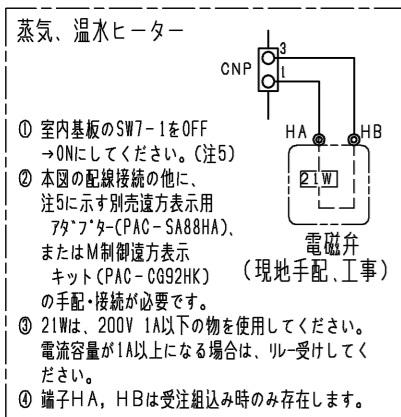 蒸気、温水ヒーター
3
CNP
1
① 室内基板のSW7-1をOFF
→ONにしてください。(注5)
HA
HB
② 本図の配線接続の他に、
21W
注5に示す別売遠方表示用
アダプター(PAC-SA88HA)、
電磁弁
またはM制御遠方表示
(現地手配、工事)
キット(PAC-CG92HK)
の手配・接続が必要です。
③ 21Wは、200V 1A以下の物を使用してください。
電流容量が1A以上になる場合は、リレー受けしてく
ださい。
④ 端子HA, HBは受注組込み時のみ存在します。